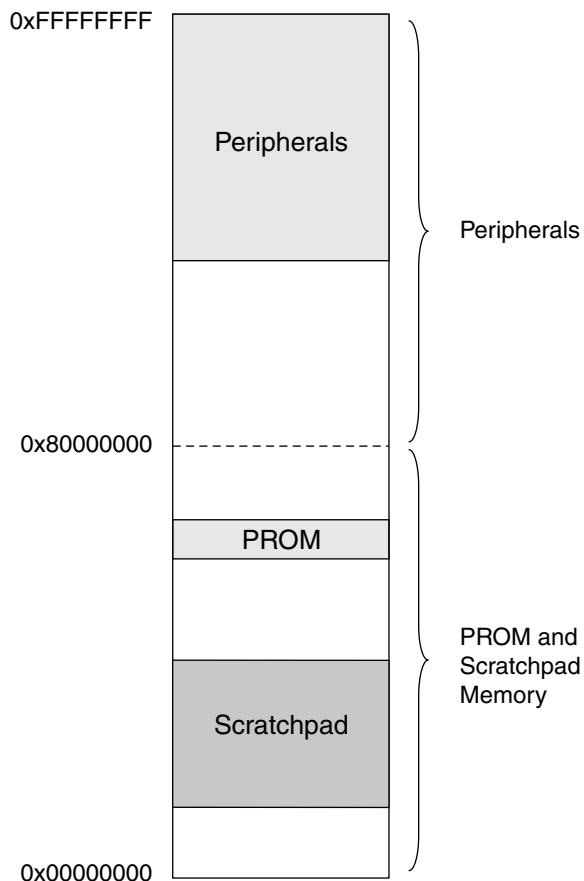 0xFFFFFFFF
Peripherals
Peripherals
0x80000000
PROM
PROM and
Scratchpad
Memory
Scratchpad
0x00000000